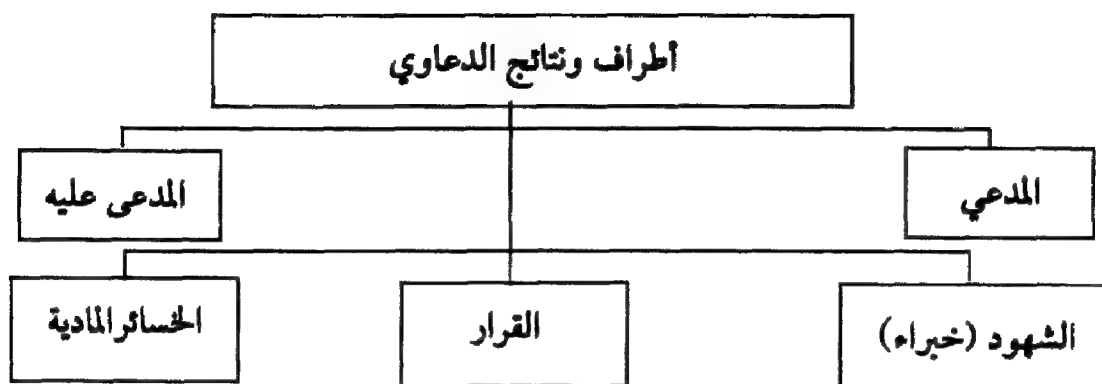 أطراف ونتائج الدعاوي
المدعي
المدعى عليه
الشهود (خبراء)
القرار
الخسائر المادية